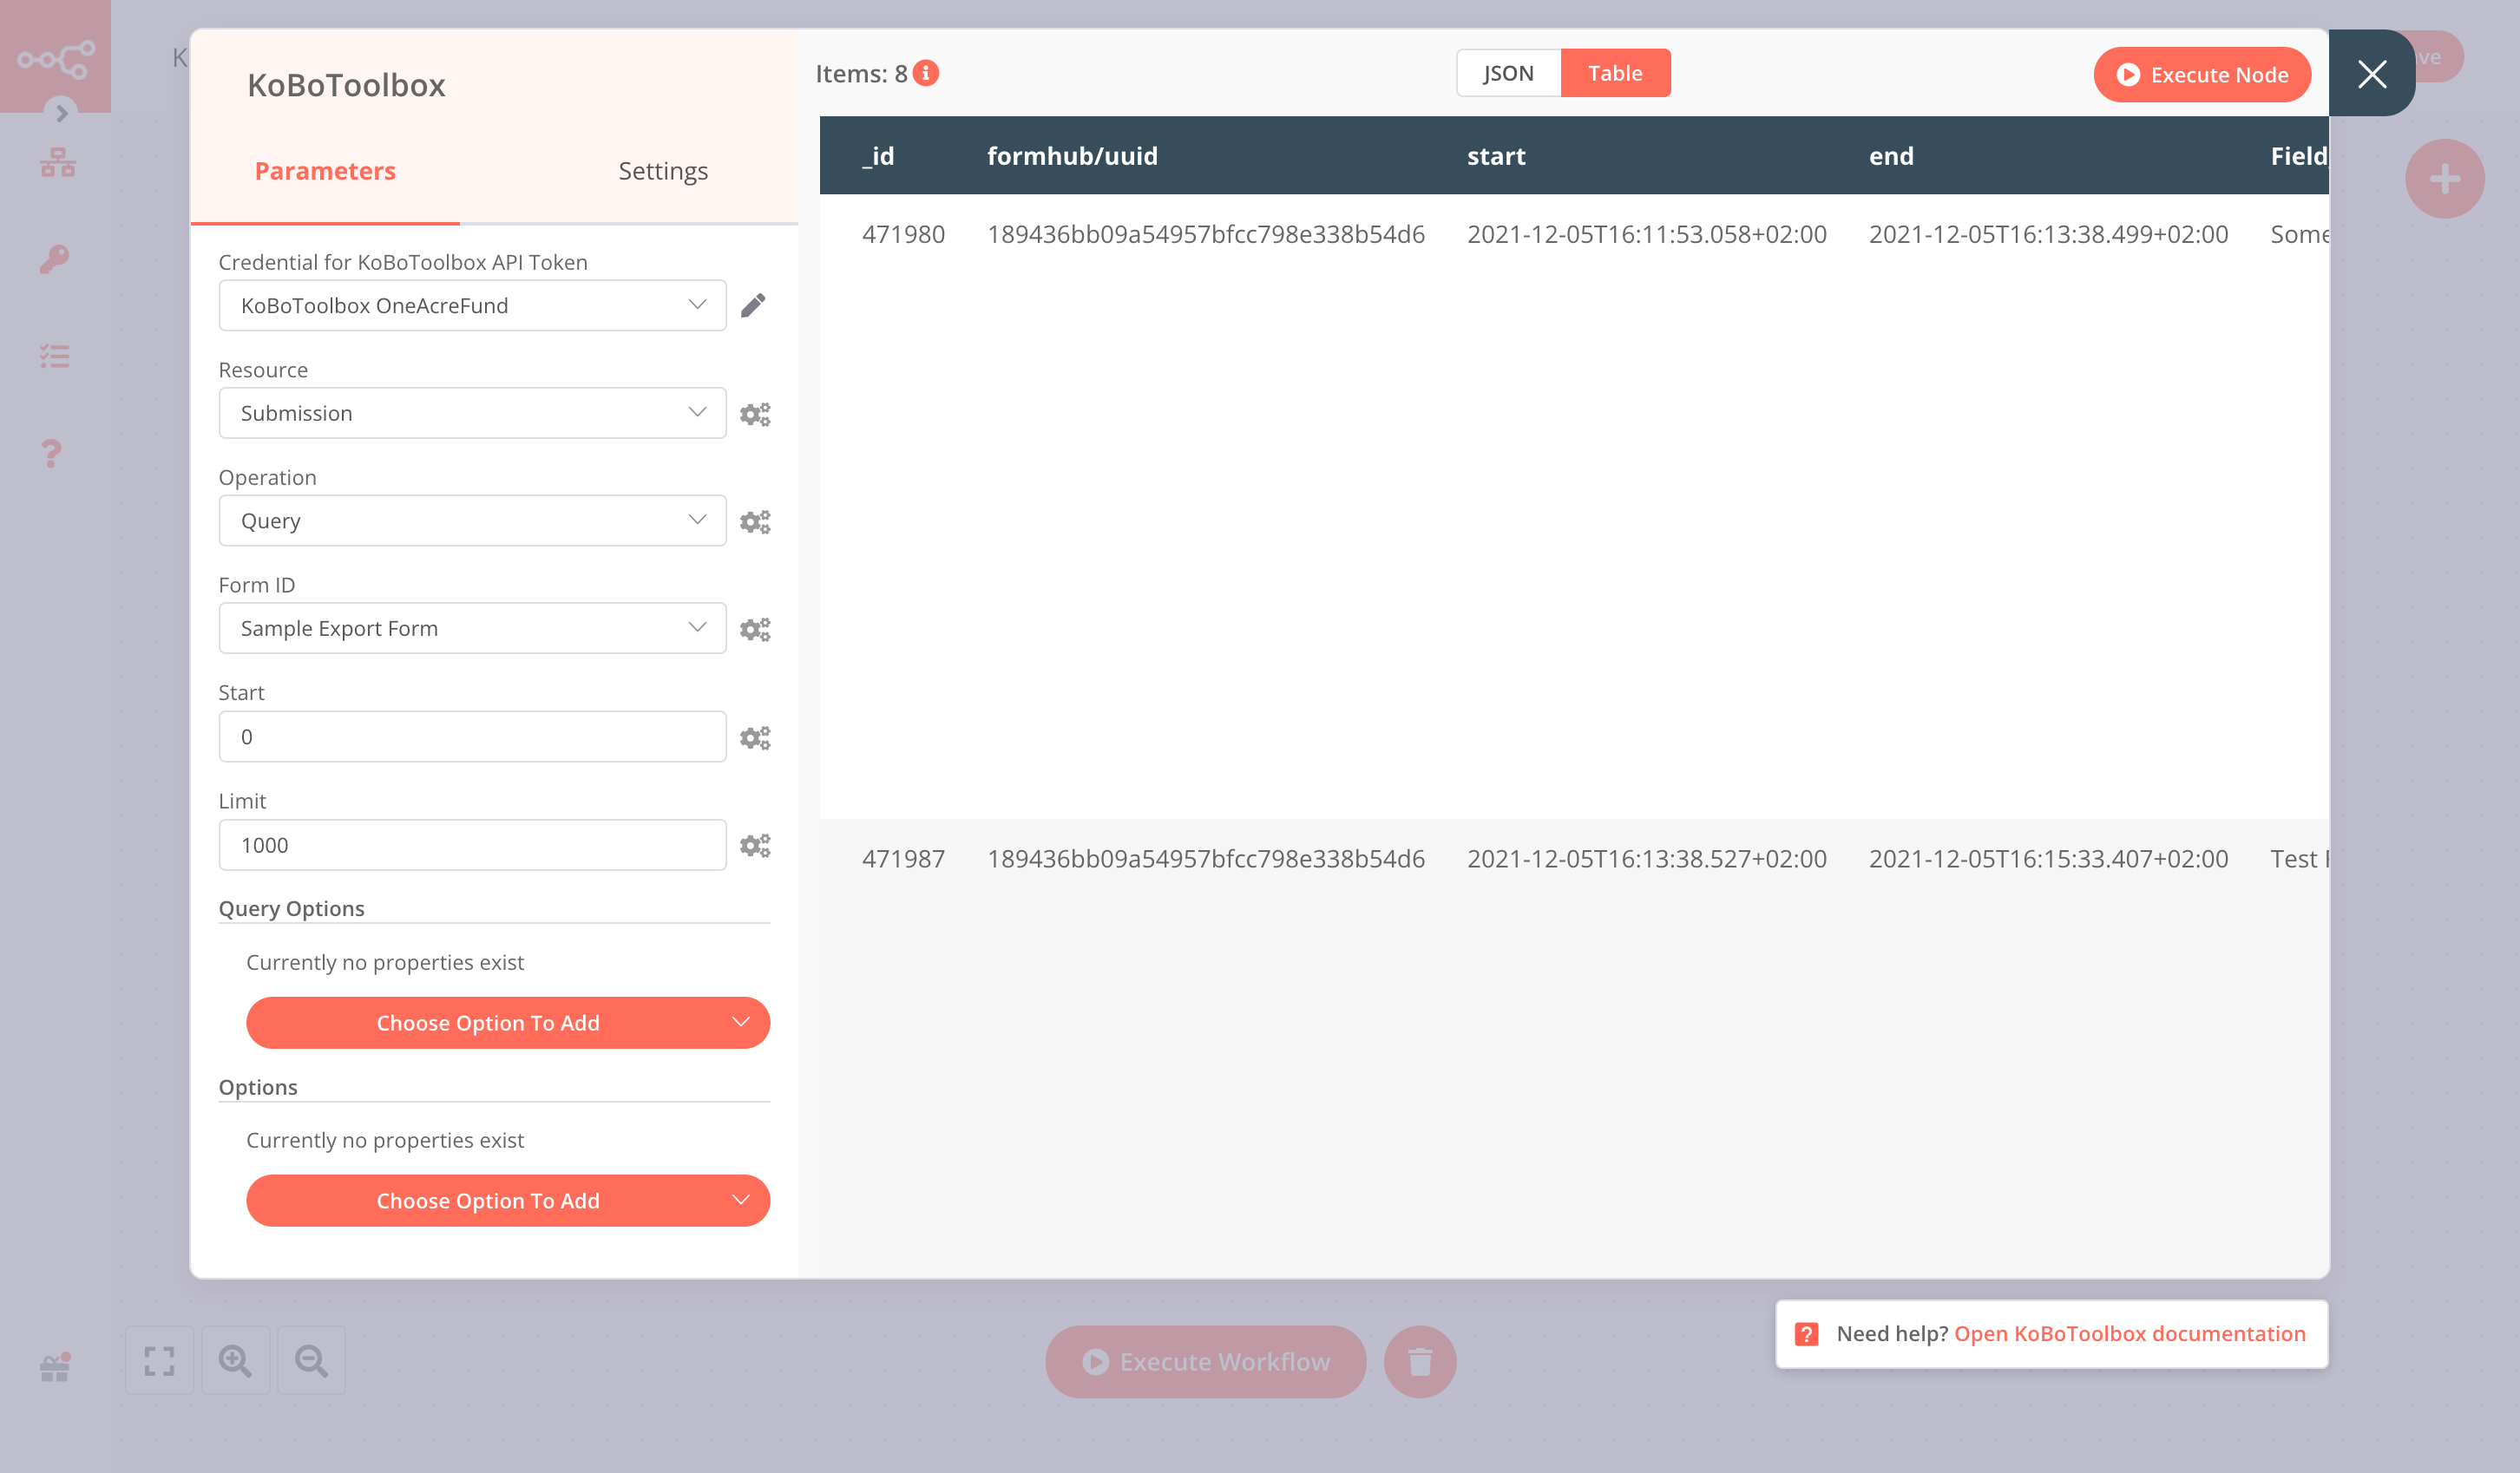 K
KoBoToolbox
Parameters
Settings
Credential for KoBoToolbox API Token
KoBoToolbox OneAcreFund
Resource
Submission
Operation
Query
Form ID
Sample Export Form
Start
0
Limit
1000
Query Options
Currently no properties exist
Choose Option To Add
Options
Currently no properties exist
Choose Option To Add
Items: 8
JSON
Table
Execute Node
ve
_id formhub/uuid start end Field
471980 189436bb09a54957bfcc798e338b54d6 2021-12-05T16:11:53.058+02:00 2021-12-05T16:13:38.499+02:00 Some
471987 189436bb09a54957bfcc798e338b54d6 2021-12-05T16:13:38.527+02:00 2021-12-05T16:15:33.407+02:00 Test
Need help? Open KoBoToolbox documentation
Execute Workflow